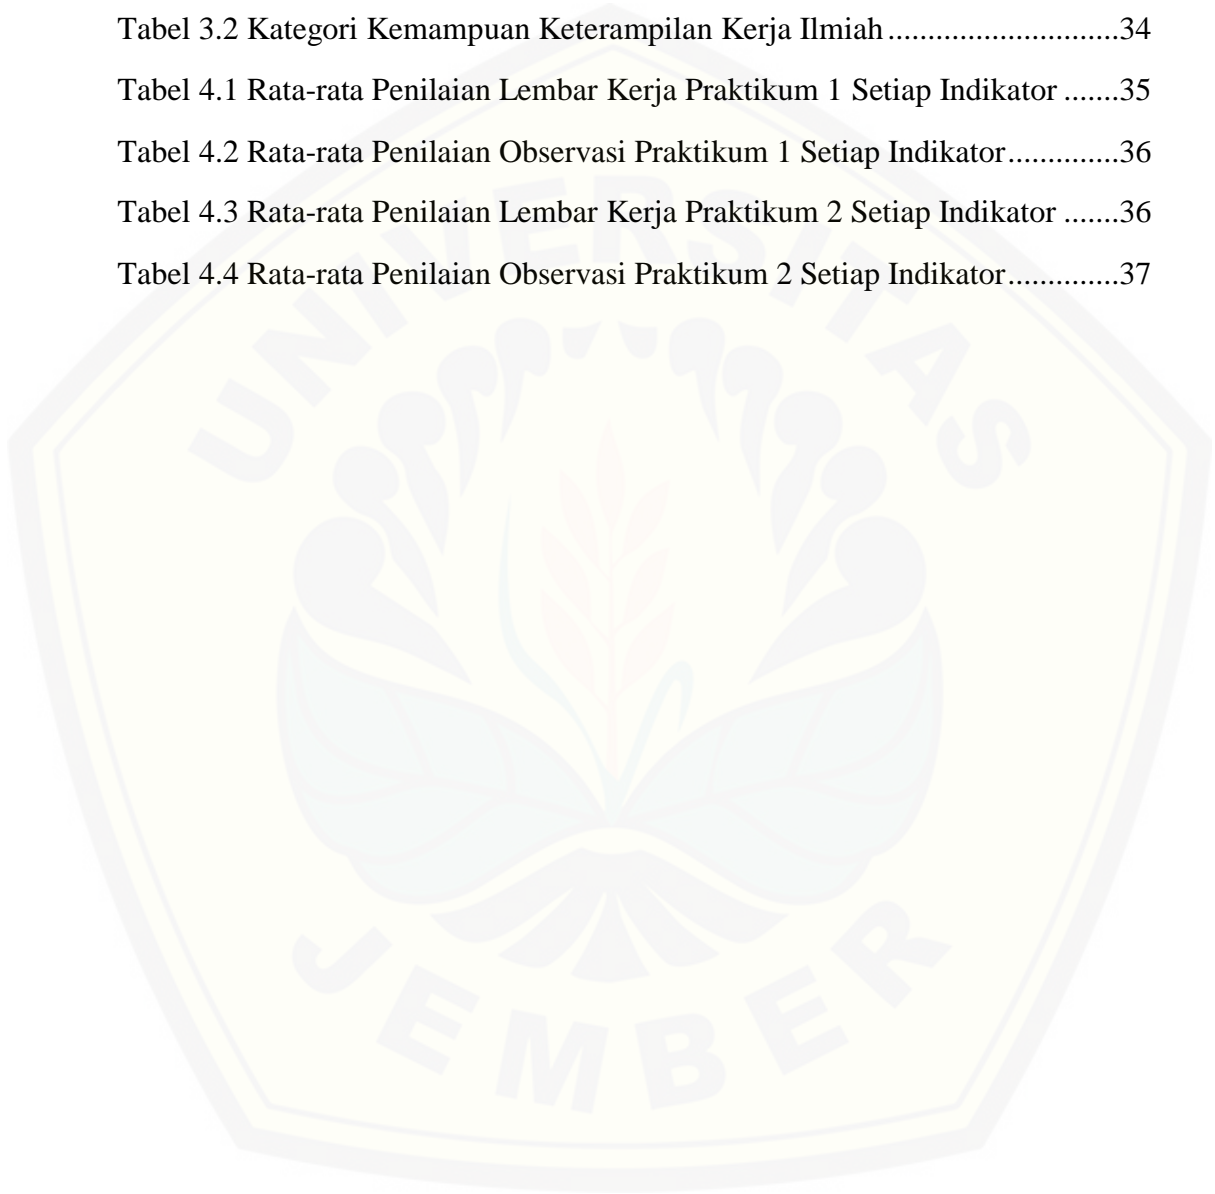 Tabel 3.2 Kategori Kemampuan Keterampilan Kerja Ilmiah.............................34
Tabel 4.1 Rata-rata Penilaian Lembar Kerja Praktikum 1 Setiap Indikator.......35
Tabel 4.2 Rata-rata Penilaian Observasi Praktikum 1 Setiap Indikator..............36
Tabel 4.3 Rata-rata Penilaian Lembar Kerja Praktikum 2 Setiap Indikator.......36
Tabel 4.4 Rata-rata Penilaian Observasi Praktikum 2 Setiap Indikator..............37
UNIVERSITAS
JEMBER